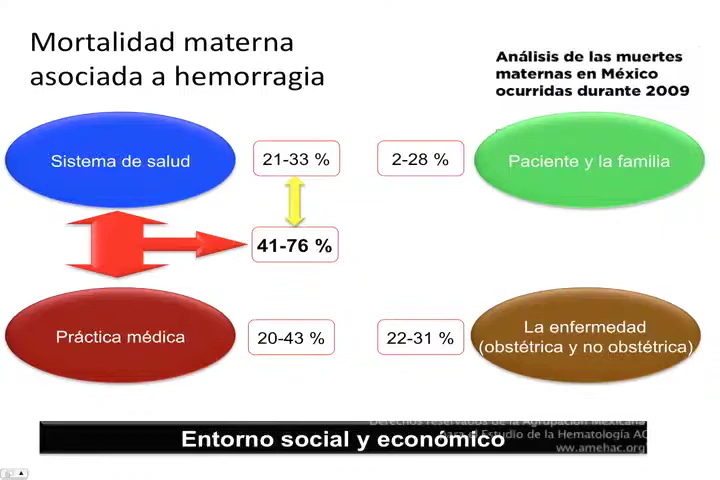 Mortalidad materna
asociada a hemorragia
Análisis de las muertes
maternas en México
ocurridas durante 2009
Sistema de salud
21-33 %
2-28 %
Paciente y la familia
41-76 %
Práctica médica
20-43 %
22-31 %
La enfermedad
(obstétrica y no obstétrica)
Derechos reservados de la Agrupación Mexicana
para el Estudio de la Hematología AC
www.amehac.org
Entorno social y económico